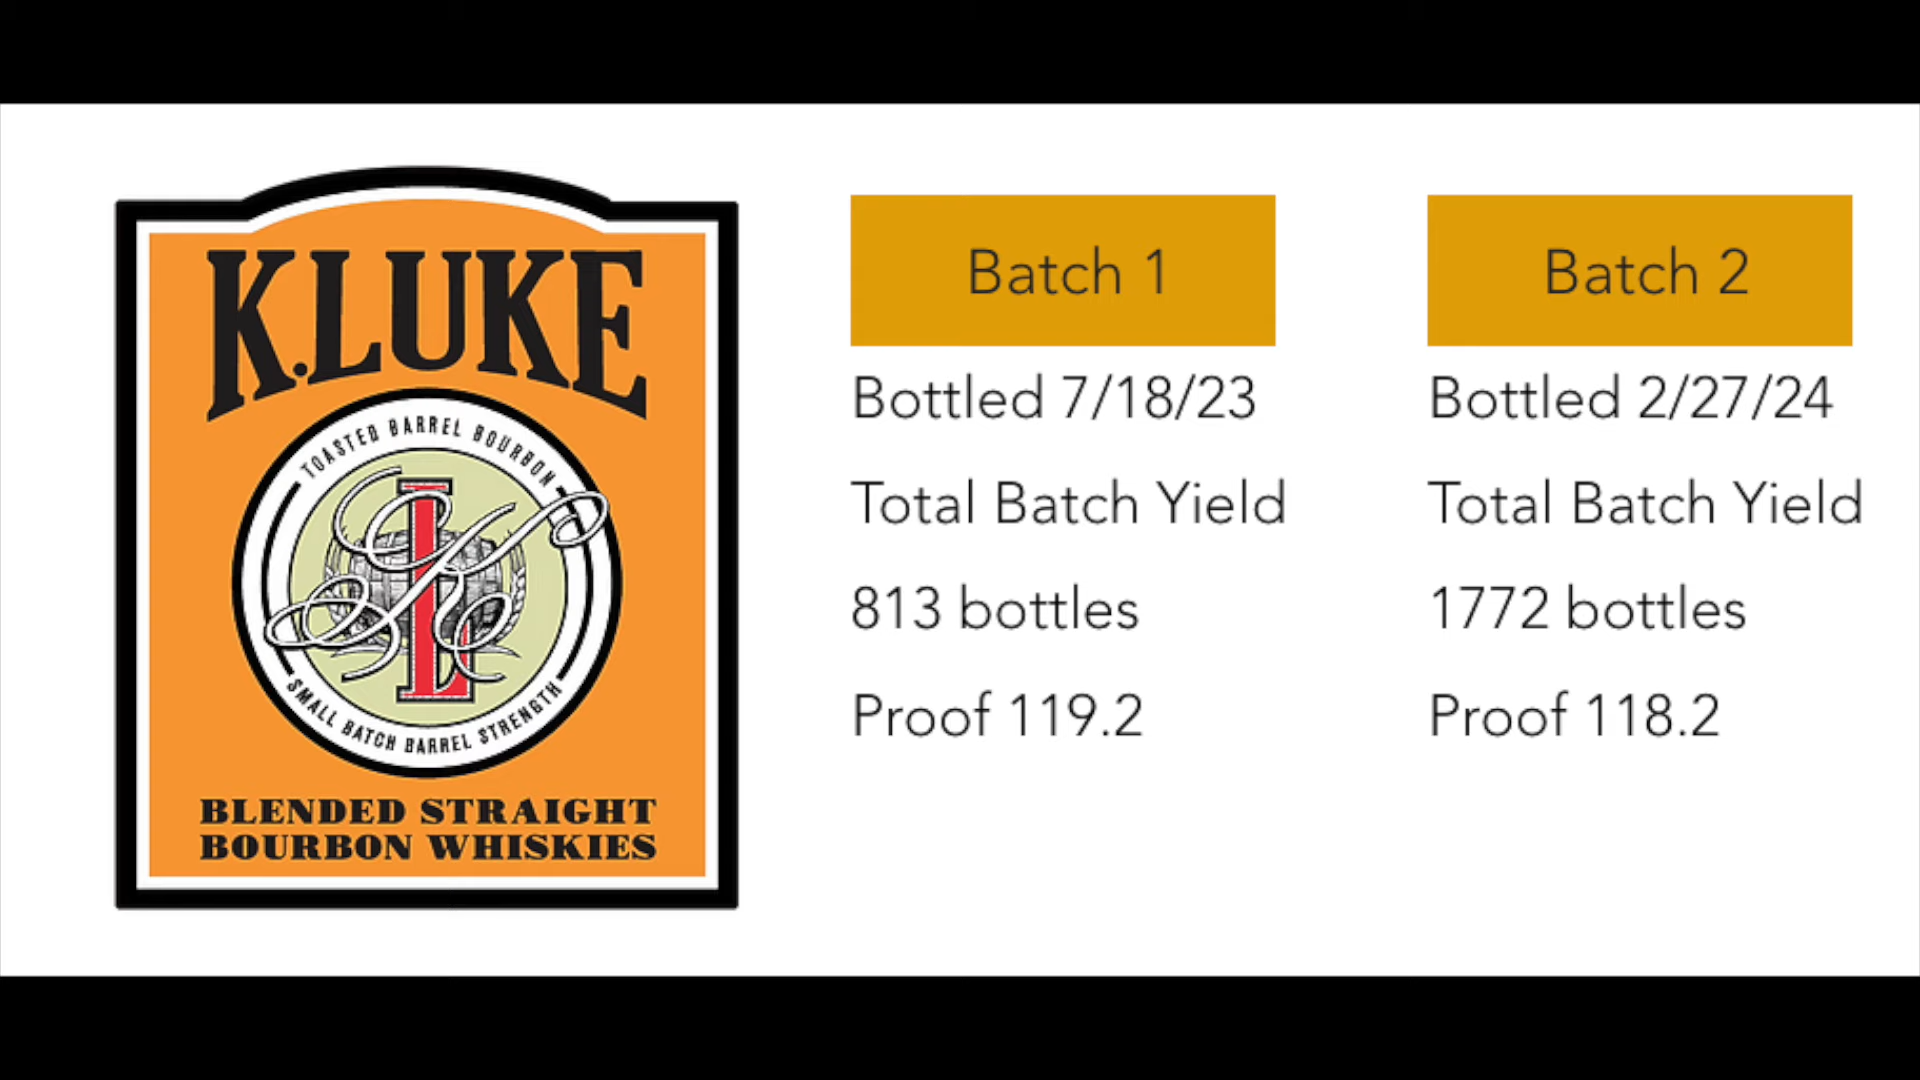 K.LUKE
TOASTED BARREL BOURBON
SMALL BATCH BARREL STRENGTH
BLENDED STRAIGHT
BOURBON WHISKIES
Batch 1
Bottled 7/18/23
Total Batch Yield
813 bottles
Proof 119.2
Batch 2
Bottled 2/27/24
Total Batch Yield
1772 bottles
Proof 118.2